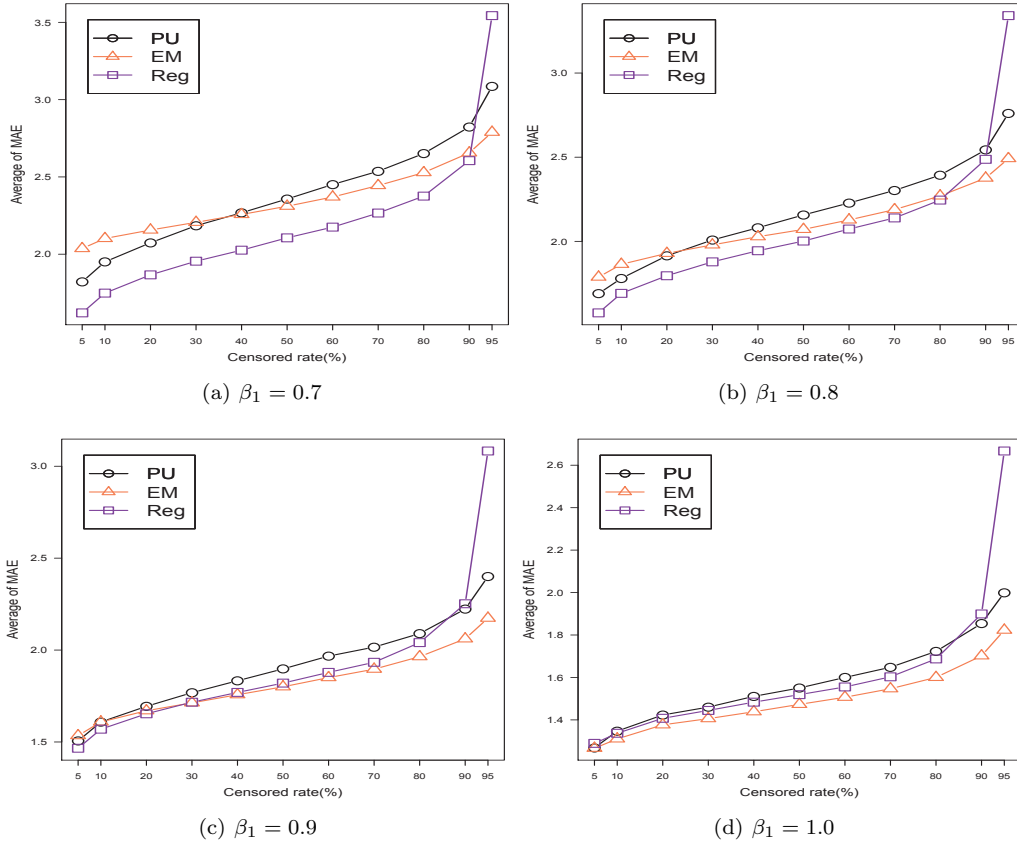 PU
EM
Reg
Average of MAE
3.5
3.0
2.5
2.0
5 10 20 30 40 50 60 70 80 90 95
Censored rate(%)
(a) β₁ = 0.7
PU
EM
Reg
Average of MAE
3.0
2.5
2.0
5 10 20 30 40 50 60 70 80 90 95
Censored rate(%)
(b) β₁ = 0.8
PU
EM
Reg
Average of MAE
3.0
2.5
2.0
1.5
5 10 20 30 40 50 60 70 80 90 95
Censored rate(%)
(c) β₁ = 0.9
PU
EM
Reg
Average of MAE
2.6
2.4
2.2
2.0
1.8
1.6
1.4
5 10 20 30 40 50 60 70 80 90 95
Censored rate(%)
(d) β₁ = 1.0